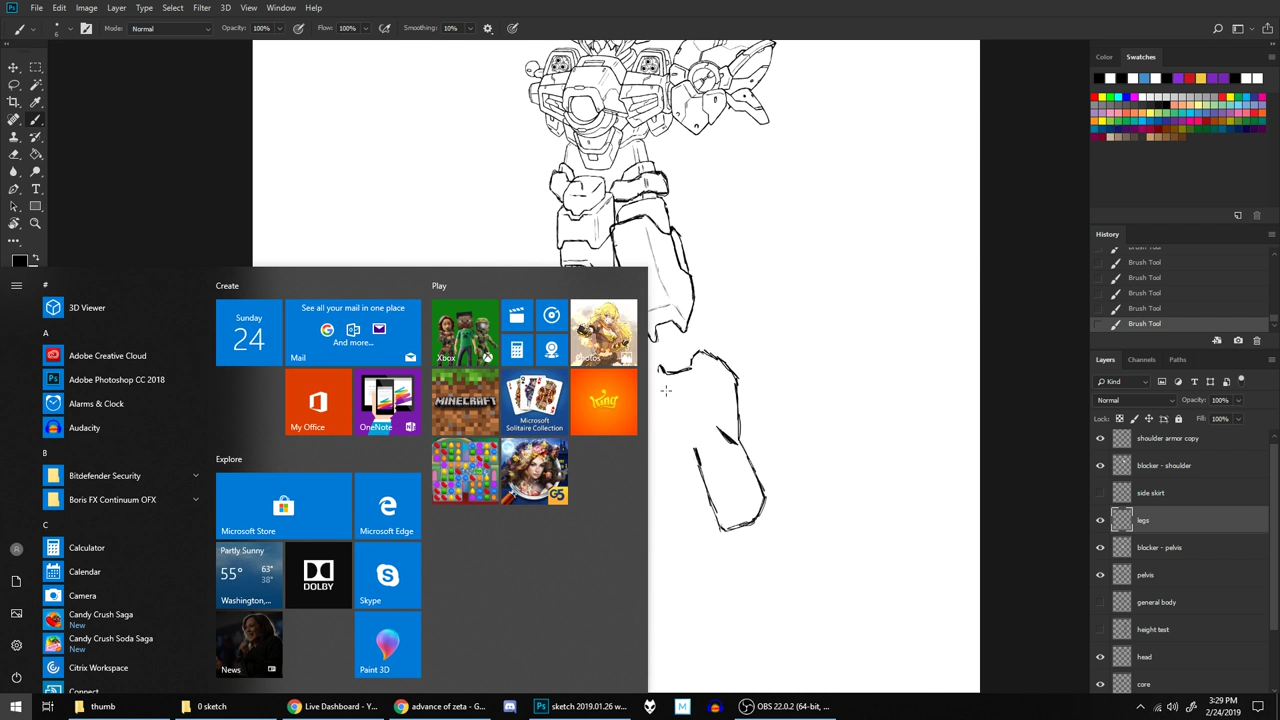 Ps File Edit Image Layer Type Select Filter 3D View Window Help
6 Mode: Normal Opacity: 100% Flow: 100% Smoothing: 10%
Color Swatches
History
Brush Tool
Brush Tool
Brush Tool
Brush Tool
Brush Tool
Brush Tool
Layers Channels Paths
Kind
Normal Opacity: 100%
Lock: Fill: 100%
shoulder armor copy
blocker - shoulder
side skirt
legs
blocker - pelvis
pelvis
general body
height test
head
core
#
3D Viewer
A
Adobe Creative Cloud
Ps Adobe Photoshop CC 2018
Alarms & Clock
Audacity
B
Bitdefender Security
Boris FX Continuum OFX
C
Calculator
Calendar
Camera
Candy Crush Saga
New
Candy Crush Soda Saga
New
Citrix Workspace
Connect
Create
Sunday
24
See all your mail in one place
And more...
Mail
My Office
OneNote
Explore
Microsoft Store
Microsoft Edge
Partly Sunny
55° 63°
38°
Washington,...
DOLBY
Skype
News
Paint 3D
Play
Xbox
Photos
MINECRAFT
Microsoft
Solitaire Collection
King
G5
thumb
0 sketch
Live Dashboard - Y...
advance of zeta - G...
Ps sketch 2019.01.26 w...
M
OBS 22.0.2 (64-bit, ...
3:29 PM
2/24/2019